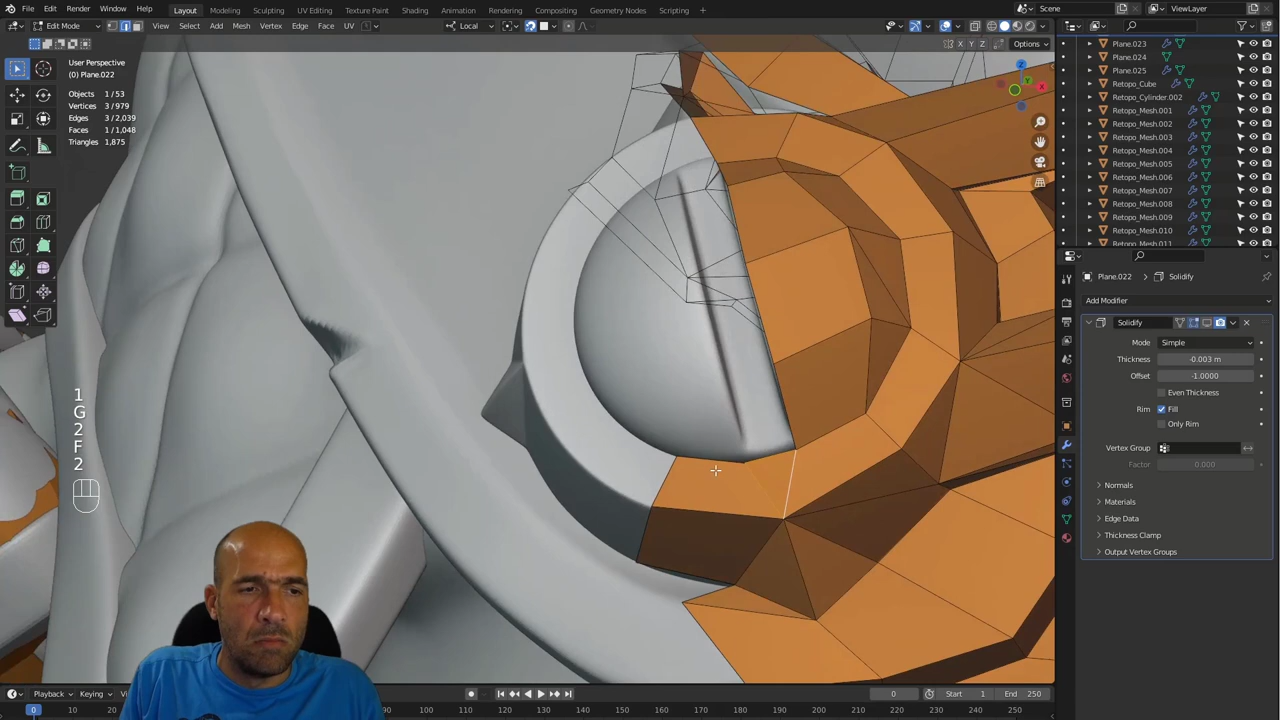 File Edit Render Window Help Layout Modeling Sculpting UV Editing Texture Paint Shading Animation Rendering Compositing Geometry Nodes Scripting + Scene ViewLayer
Edit Mode View Select Add Mesh Vertex Edge Face UV Local
X Y Z Options
User Perspective
(0) Plane.022
Objects 1/53
Vertices 3/979
Edges 3/2,039
Faces 1/1,048
Triangles 1,875
Z
Y
X
1
G
2
F
2
Plane.023
Plane.024
Plane.025
Retopo_Cube
Retopo_Cylinder.002
Retopo_Mesh.001
Retopo_Mesh.002
Retopo_Mesh.003
Retopo_Mesh.004
Retopo_Mesh.005
Retopo_Mesh.006
Retopo_Mesh.007
Retopo_Mesh.008
Retopo_Mesh.009
Retopo_Mesh.010
Retopo_Mesh.011
Plane.022 > Solidify
Add Modifier
Solidify
Mode Simple
Thickness -0.003 m
Offset -1.0000
Even Thickness
Rim Fill
Only Rim
Vertex Group
Factor 0.000
Normals
Materials
Edge Data
Thickness Clamp
Output Vertex Groups
Playback Keying 0 Start 1 End 250
0 10 20 70 80 90 100 110 120 130 140 150 160 170 180 190 200 210 220 230 240 250